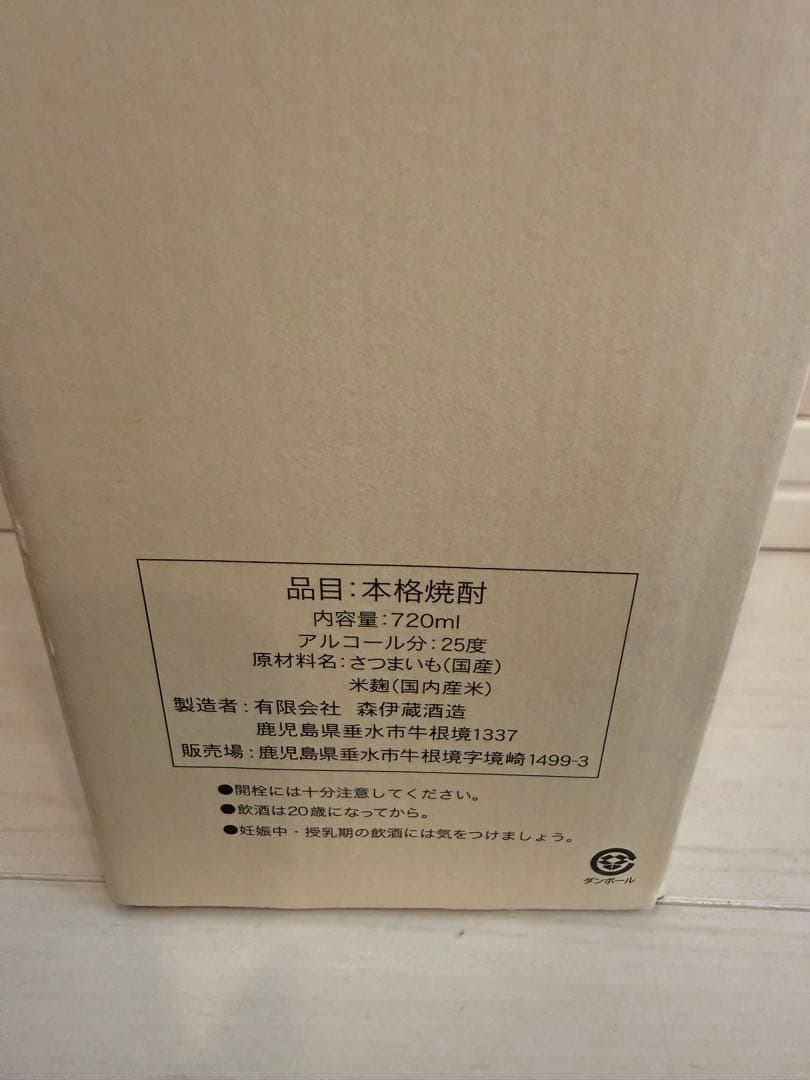 品目:本格焼酎
内容量:720ml
アルコール分:25度
原材料名:さつまいも(国産)
米麹(国内産米)
製造者:有限会社 森伊蔵酒造
鹿児島県垂水市牛根境1337
販売場:鹿児島県垂水市牛根境字境崎1499-3
●開栓には十分注意してください。
●飲酒は20歳になってから。
●妊娠中・授乳期の飲酒には気をつけましょう。
ダンボール